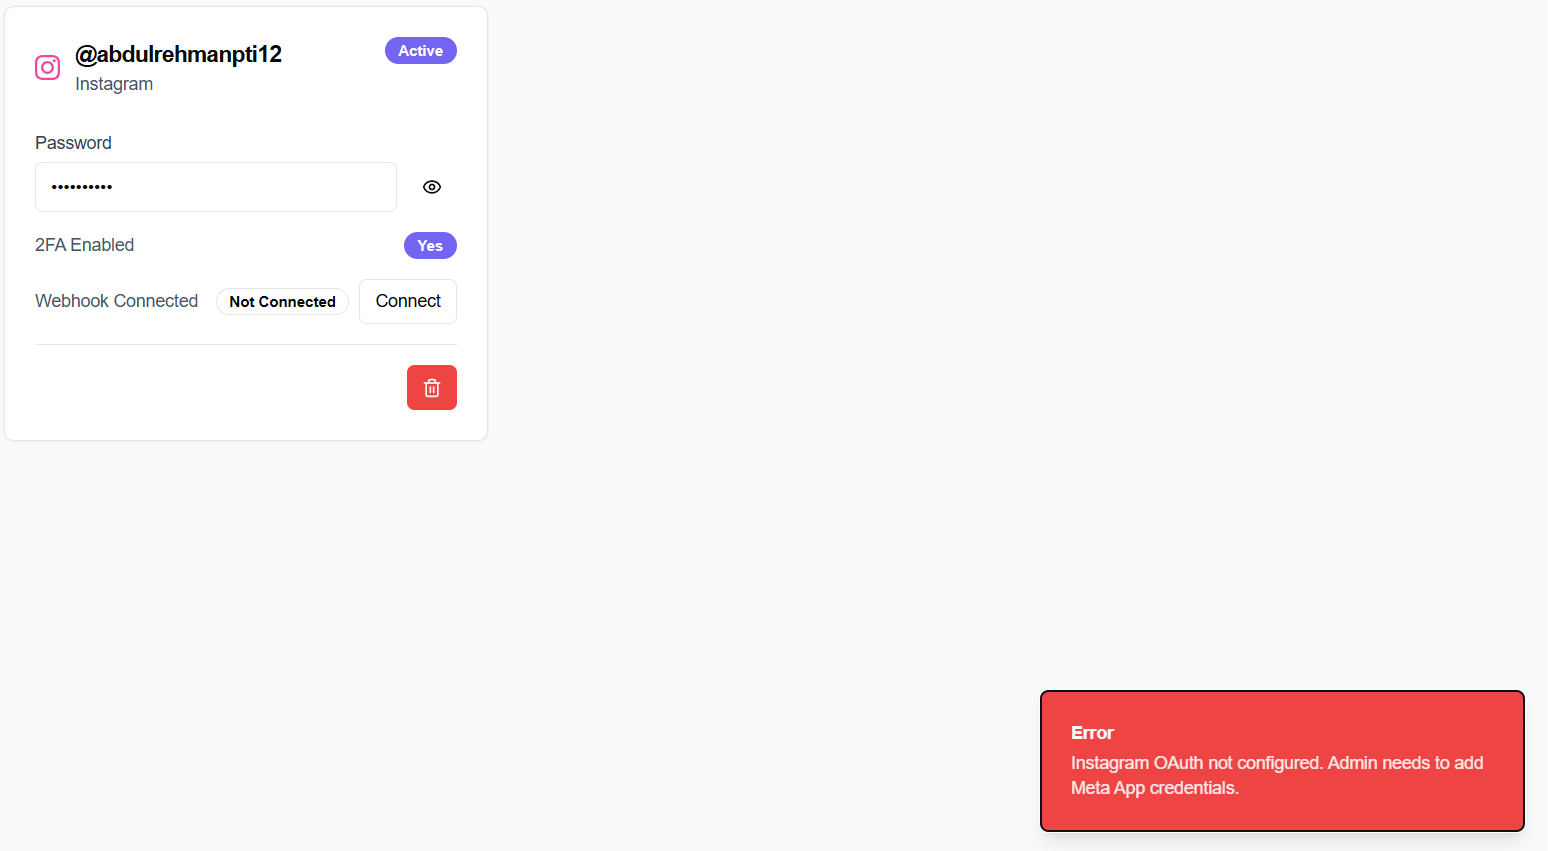 @abdulrehmanpti12
Active
Instagram
Password
••••••••••
2FA Enabled
Yes
Webhook Connected
Not Connected
Connect
Error
Instagram OAuth not configured. Admin needs to add
Meta App credentials.